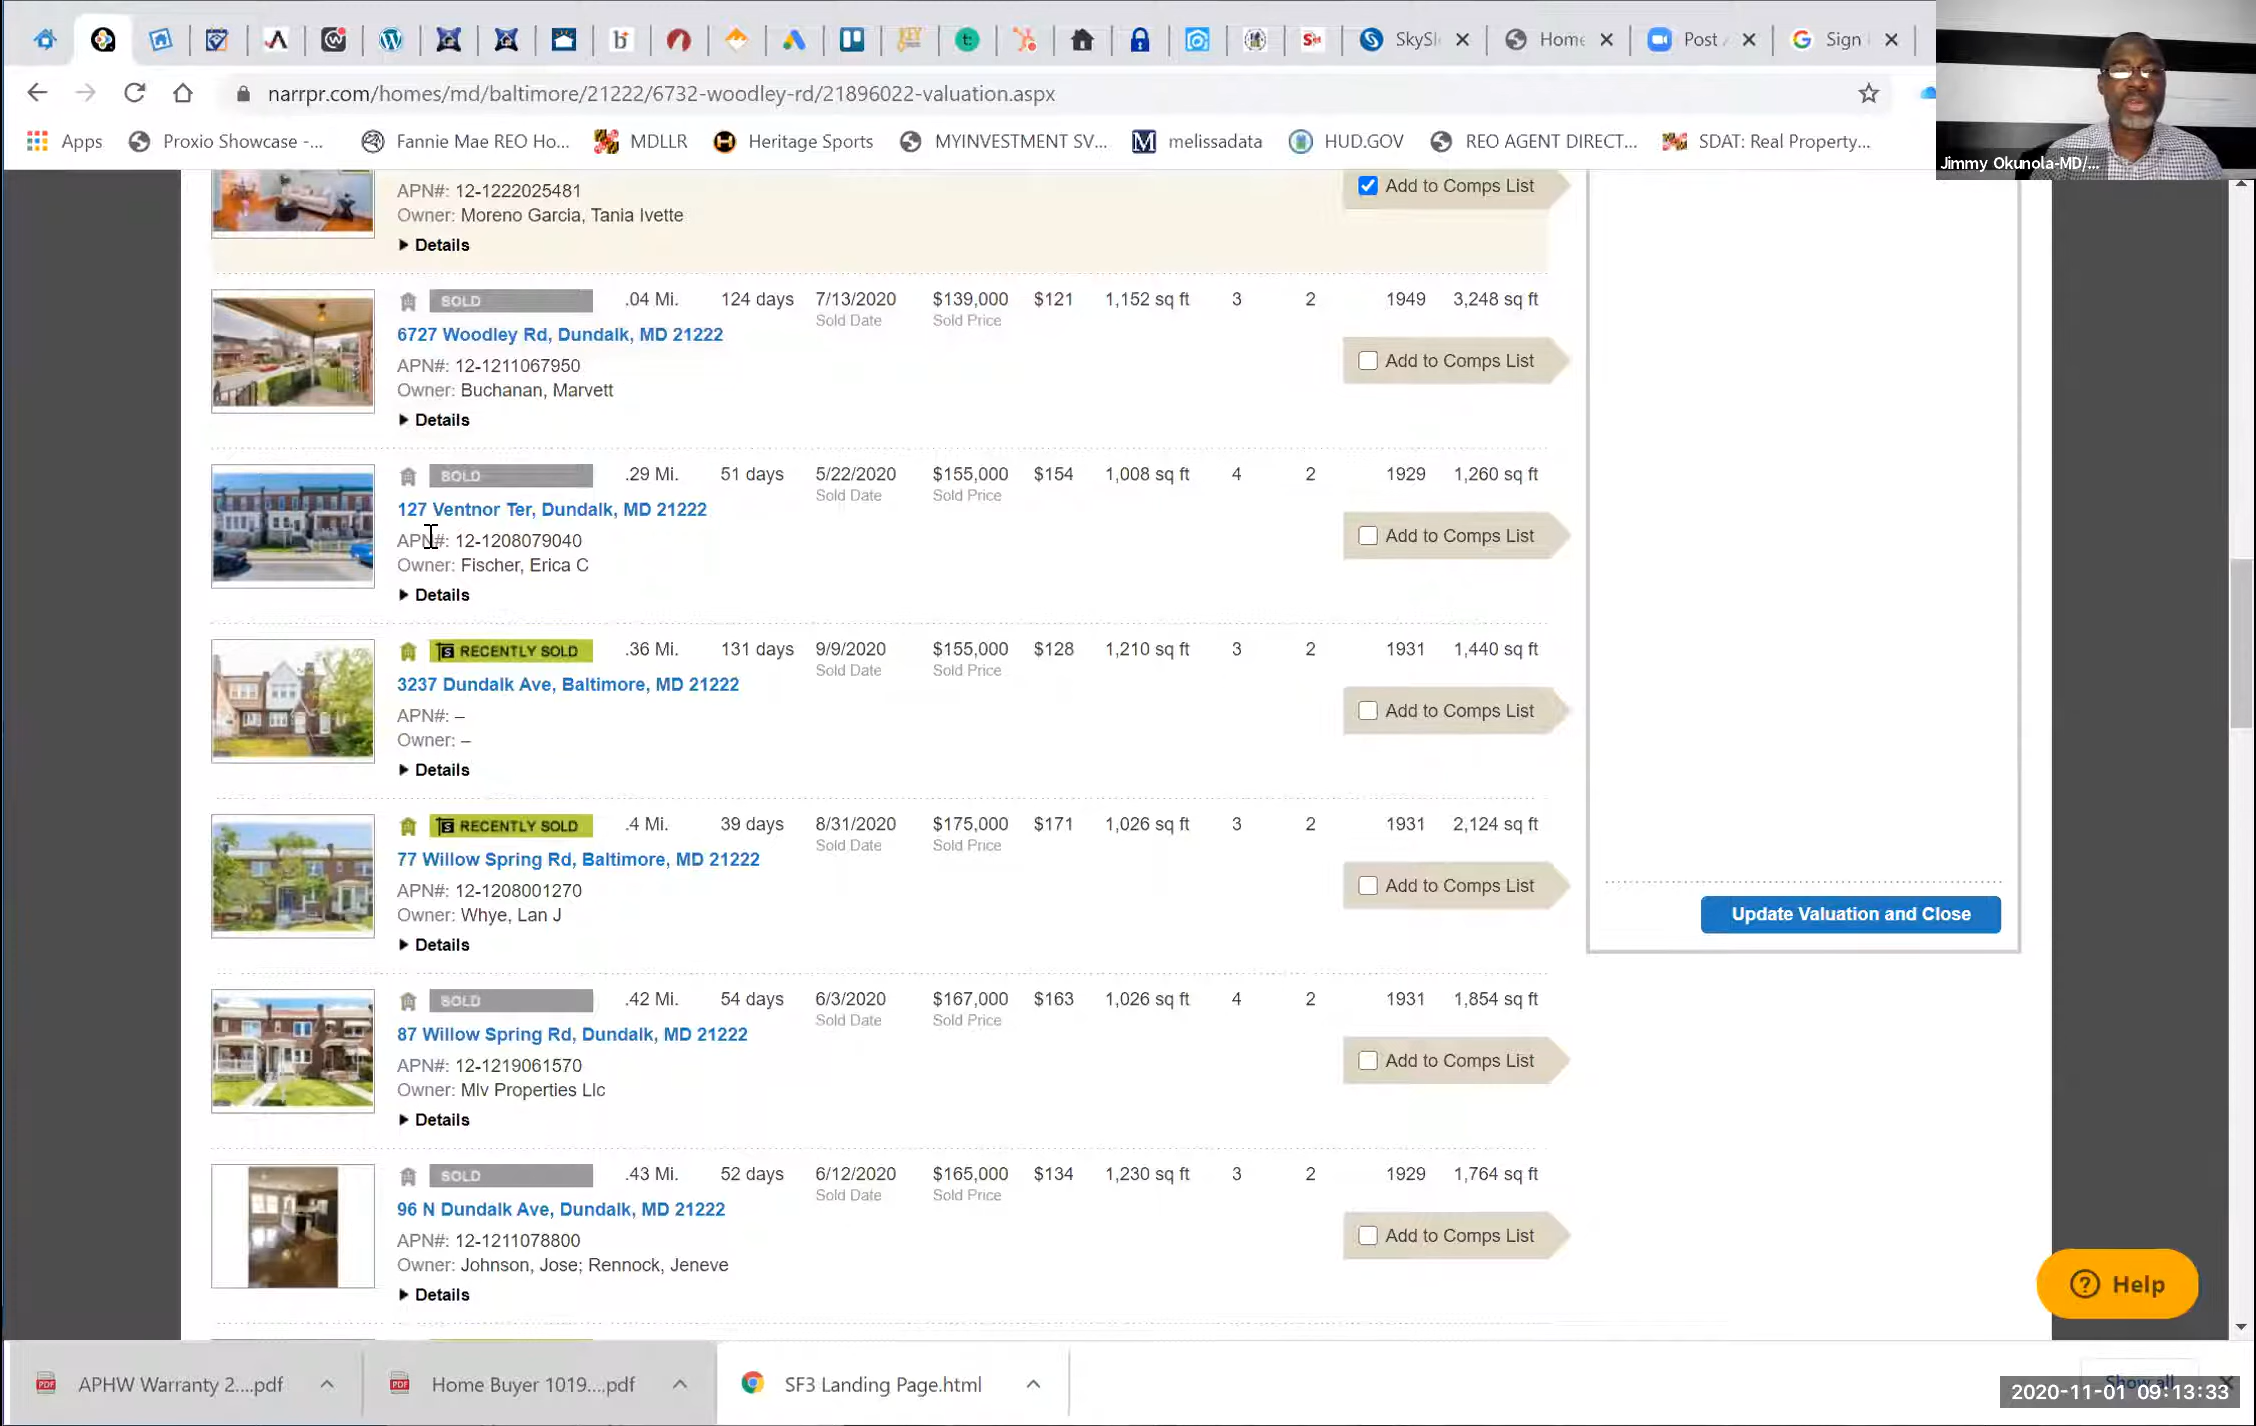 SkySl
Home
Post
Sign
narrpr.com/homes/md/baltimore/21222/6732-woodley-rd/21896022-valuation.aspx
Apps
Proxio Showcase -...
Fannie Mae REO Ho...
MDLLR
Heritage Sports
MYINVESTMENT SV...
melissadata
HUD.GOV
REO AGENT DIRECT...
SDAT: Real Property...
Jimmy Okunola-MD/...
APN#: 12-1222025481
Owner: Moreno Garcia, Tania Ivette
Details
Add to Comps List
SOLD .04 Mi. 124 days 7/13/2020 $139,000 $121 1,152 sq ft 3 2 1949 3,248 sq ft
Sold Date Sold Price
6727 Woodley Rd, Dundalk, MD 21222
APN#: 12-1211067950
Owner: Buchanan, Marvett
Details
Add to Comps List
SOLD .29 Mi. 51 days 5/22/2020 $155,000 $154 1,008 sq ft 4 2 1929 1,260 sq ft
Sold Date Sold Price
127 Ventnor Ter, Dundalk, MD 21222
APN#: 12-1208079040
Owner: Fischer, Erica C
Details
Add to Comps List
RECENTLY SOLD .36 Mi. 131 days 9/9/2020 $155,000 $128 1,210 sq ft 3 2 1931 1,440 sq ft
Sold Date Sold Price
3237 Dundalk Ave, Baltimore, MD 21222
APN#: –
Owner: –
Details
Add to Comps List
RECENTLY SOLD .4 Mi. 39 days 8/31/2020 $175,000 $171 1,026 sq ft 3 2 1931 2,124 sq ft
Sold Date Sold Price
77 Willow Spring Rd, Baltimore, MD 21222
APN#: 12-1208001270
Owner: Whye, Lan J
Details
Add to Comps List
Update Valuation and Close
SOLD .42 Mi. 54 days 6/3/2020 $167,000 $163 1,026 sq ft 4 2 1931 1,854 sq ft
Sold Date Sold Price
87 Willow Spring Rd, Dundalk, MD 21222
APN#: 12-1219061570
Owner: Mlv Properties Llc
Details
Add to Comps List
SOLD .43 Mi. 52 days 6/12/2020 $165,000 $134 1,230 sq ft 3 2 1929 1,764 sq ft
Sold Date Sold Price
96 N Dundalk Ave, Dundalk, MD 21222
APN#: 12-1211078800
Owner: Johnson, Jose; Rennock, Jeneve
Details
Add to Comps List
Help
APHW Warranty 2....pdf
Home Buyer 1019....pdf
SF3 Landing Page.html
Show all
2020-11-01 09:13:33